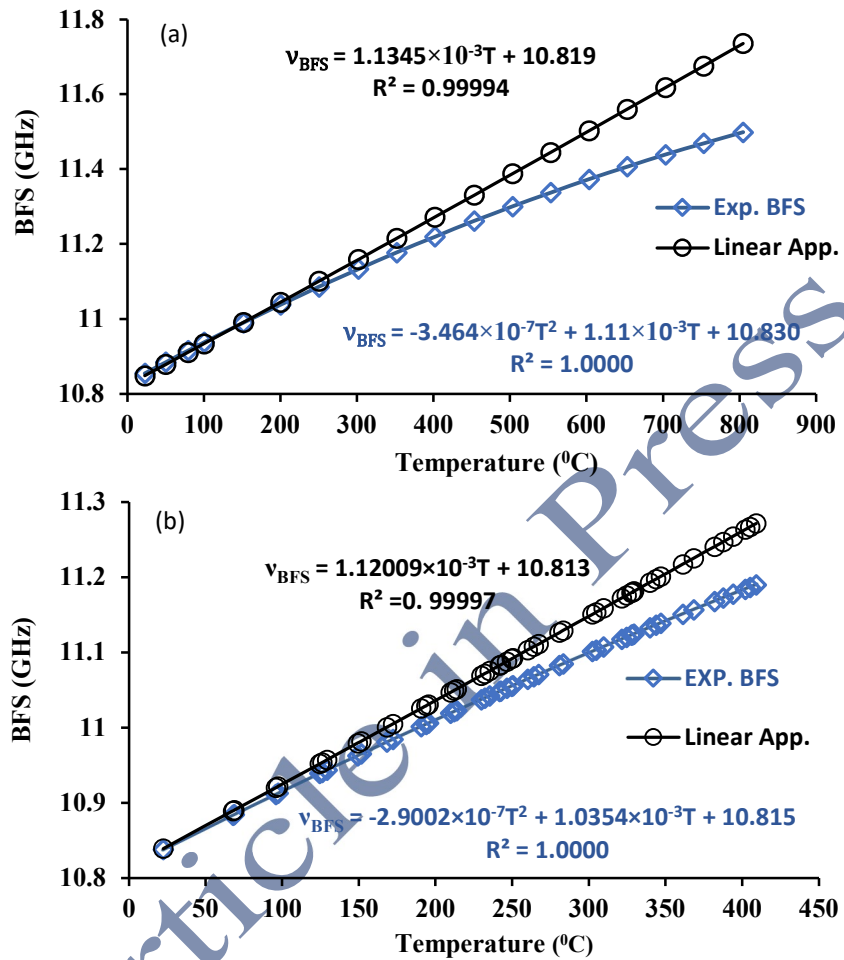 (a)
ν_BFS = 1.1345×10⁻³T + 10.819
R² = 0.99994
11.8
11.6
11.4
11.2
11
10.8
BFS (GHz)
Exp. BFS
Linear App.
ν_BFS = -3.464×10⁻⁷T² + 1.11×10⁻³T + 10.830
R² = 1.0000
0 100 200 300 400 500 600 700 800 900
Temperature (⁰C)
(b)
ν_BFS = 1.12009×10⁻³T + 10.813
R² =0. 99997
11.3
11.2
11.1
11
10.9
10.8
BFS (GHz)
EXP. BFS
Linear App.
ν_BFS = -2.9002×10⁻⁷T² + 1.0354×10⁻³T + 10.815
R² = 1.0000
0 50 100 150 200 250 300 350 400 450
Temperature (⁰C)
Article in Press